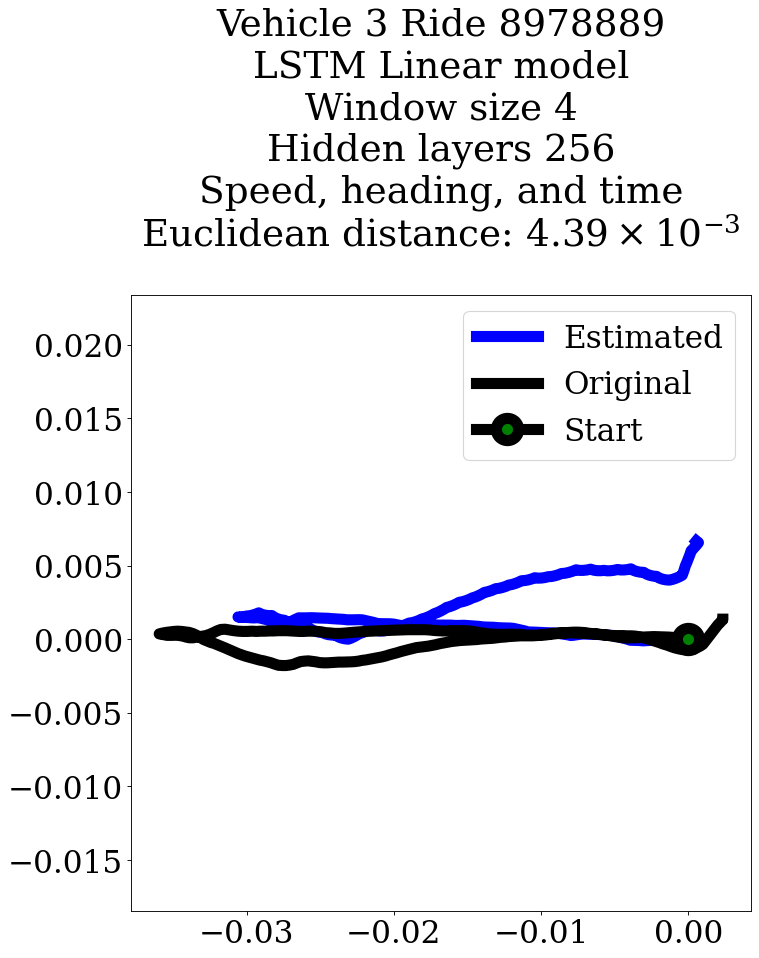 Vehicle 3 Ride 8978889
LSTM Linear model
Window size 4
Hidden layers 256
Speed, heading, and time
Euclidean distance: 4.39 × 10⁻³
Estimated
Original
Start
0.020
0.015
0.010
0.005
0.000
−0.005
−0.010
−0.015
−0.03 −0.02 −0.01 0.00